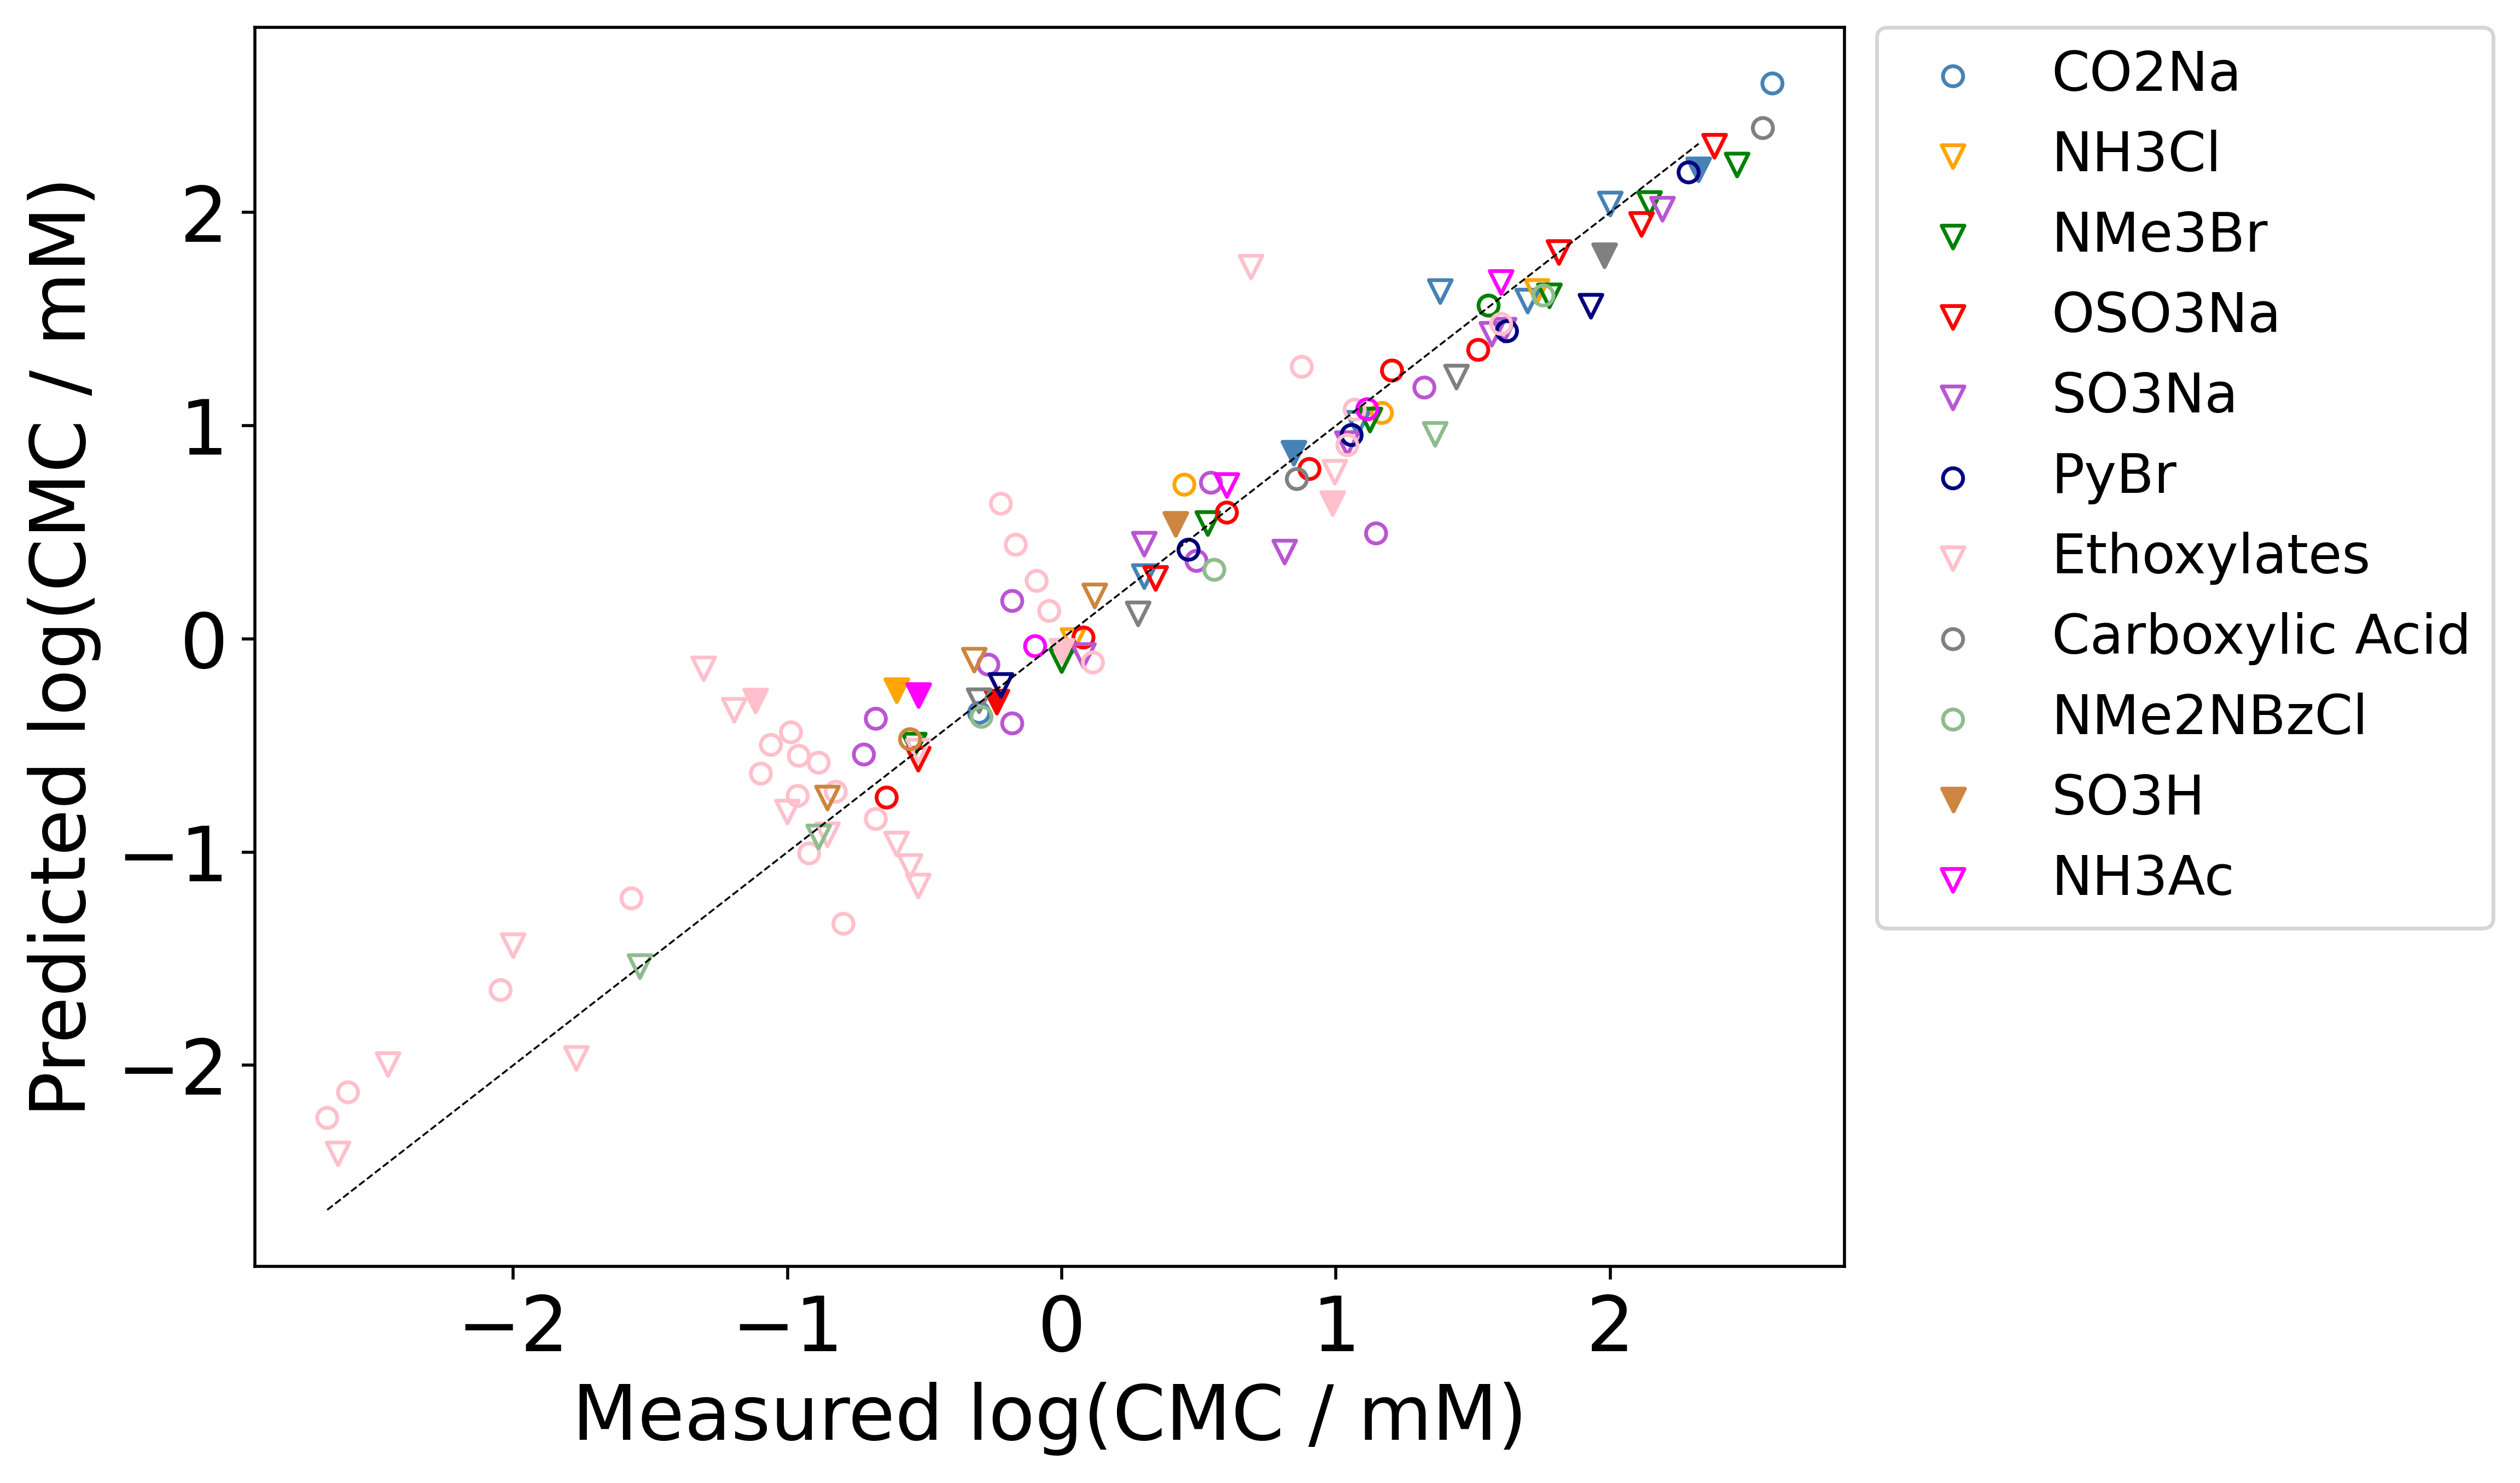 Predicted log(CMC / mM)
2
1
0
−1
−2
−2
−1
0
1
2
Measured log(CMC / mM)
CO2Na
NH3Cl
NMe3Br
OSO3Na
SO3Na
PyBr
Ethoxylates
Carboxylic Acid
NMe2NBzCl
SO3H
NH3Ac